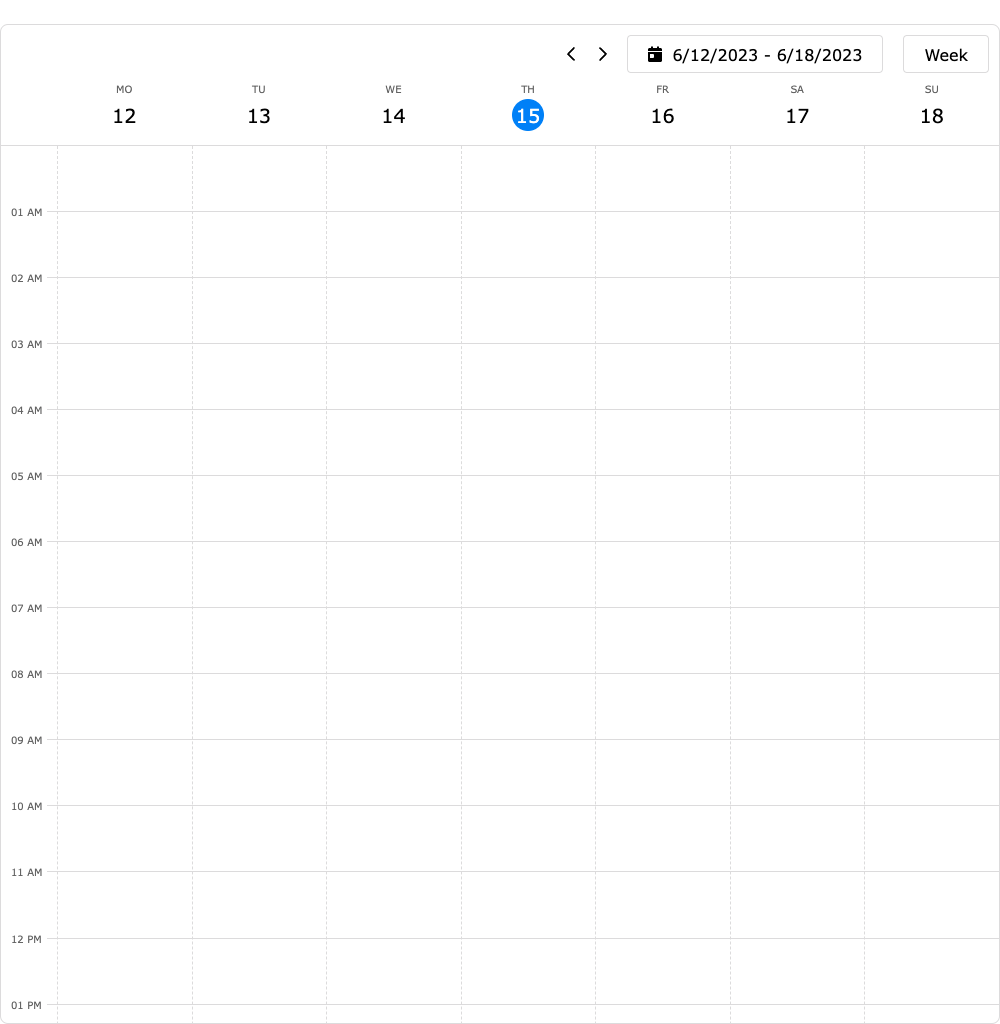 6/12/2023 - 6/18/2023 Week
MO TU WE TH FR SA SU
12 13 14 15 16 17 18
01 AM
02 AM
03 AM
04 AM
05 AM
06 AM
07 AM
08 AM
09 AM
10 AM
11 AM
12 PM
01 PM